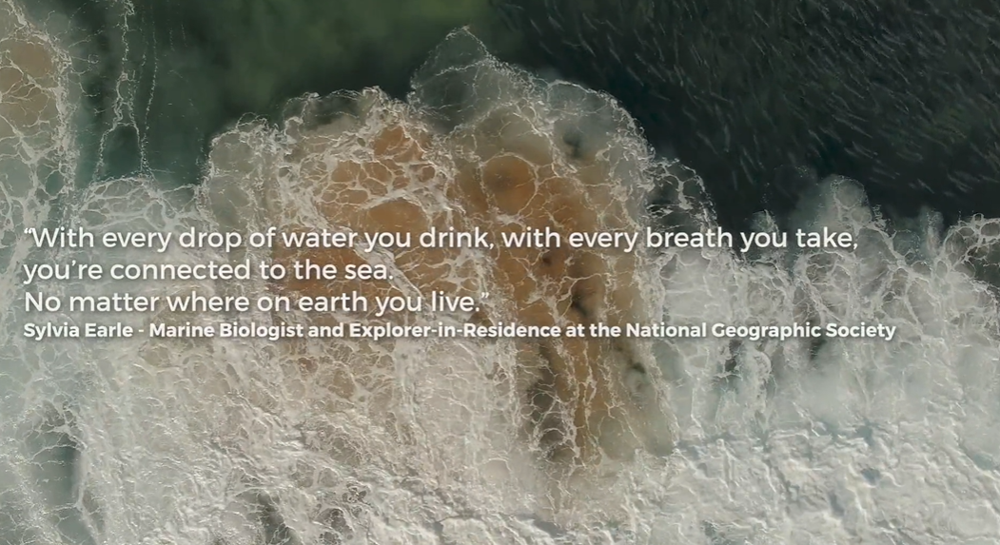 “With every drop of water you drink, with every breath you take,
you’re connected to the sea.
No matter where on earth you live.”
Sylvia Earle - Marine Biologist and Explorer-in-Residence at the National Geographic Society